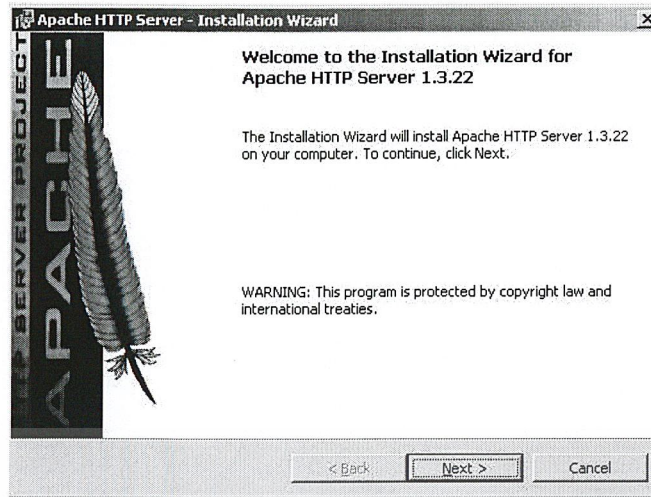 Apache HTTP Server - Installation Wizard
HTTP SERVER PROJECT
APACHE
Welcome to the Installation Wizard for
Apache HTTP Server 1.3.22
The Installation Wizard will install Apache HTTP Server 1.3.22
on your computer. To continue, click Next.
WARNING: This program is protected by copyright law and
international treaties.
< Back
Next >
Cancel